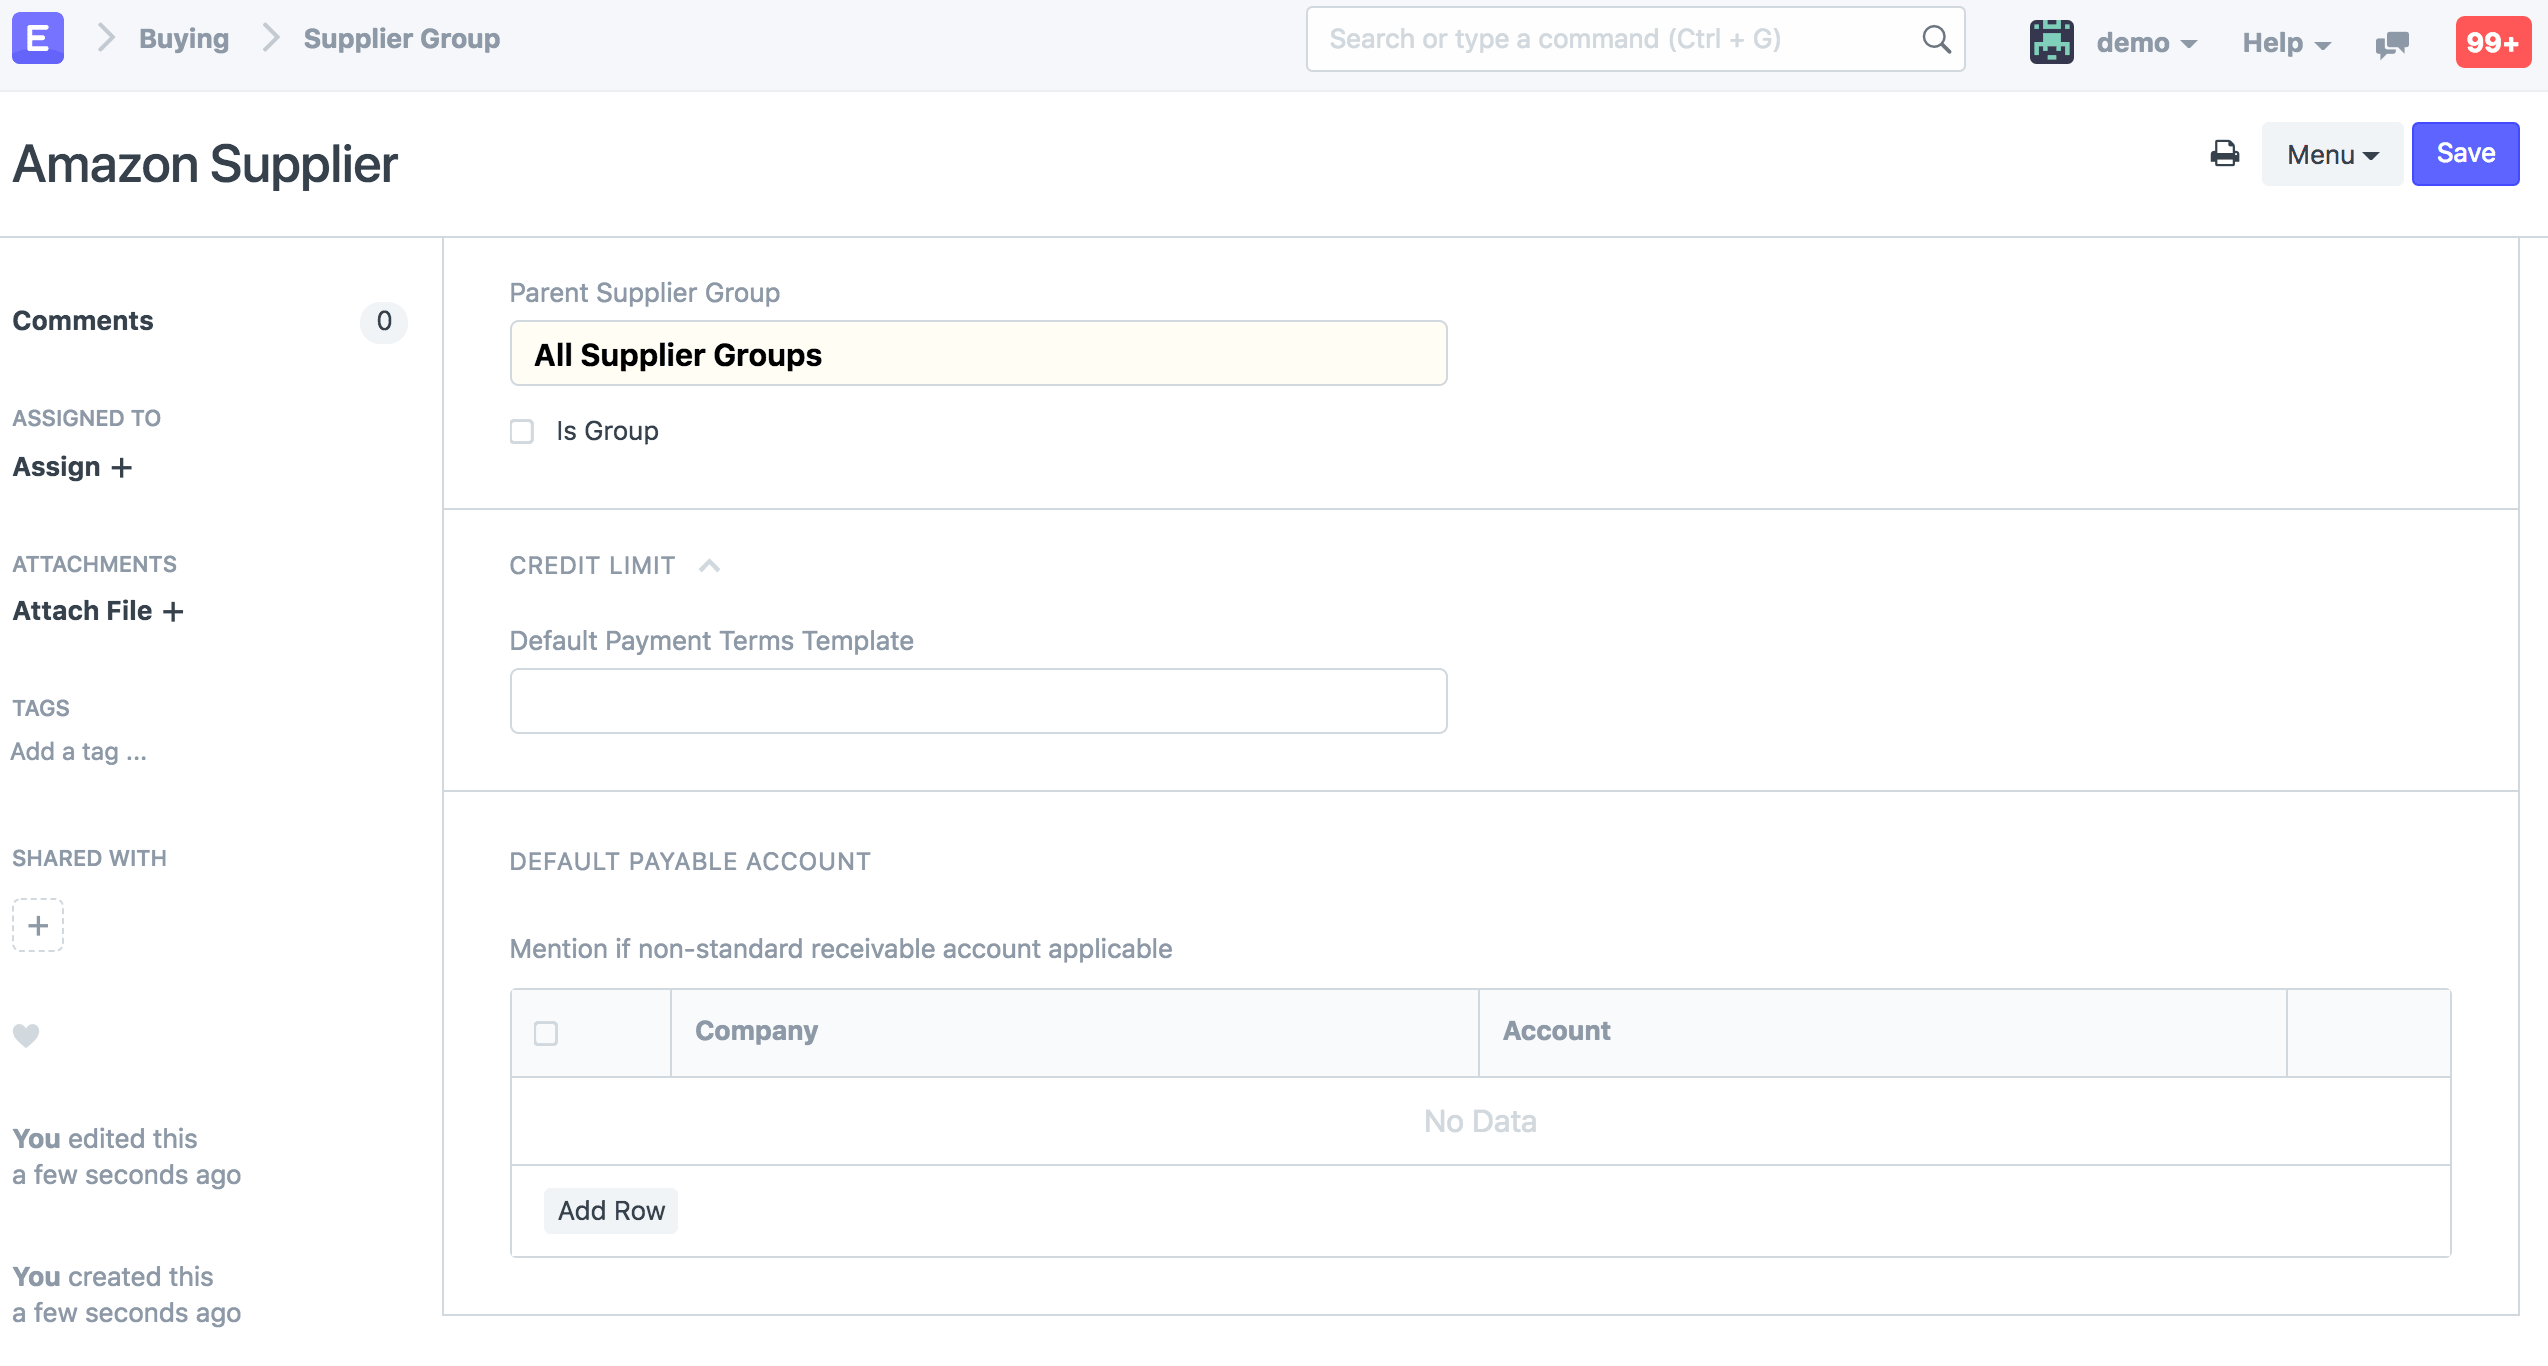 E Buying Supplier Group Search or type a command (Ctrl + G) demo Help 99+
Amazon Supplier Menu Save
Comments 0
ASSIGNED TO
Assign +
ATTACHMENTS
Attach File +
TAGS
Add a tag ...
SHARED WITH
+
You edited this
a few seconds ago
You created this
a few seconds ago
Parent Supplier Group
All Supplier Groups
Is Group
CREDIT LIMIT
Default Payment Terms Template
DEFAULT PAYABLE ACCOUNT
Mention if non-standard receivable account applicable
Company Account
No Data
Add Row